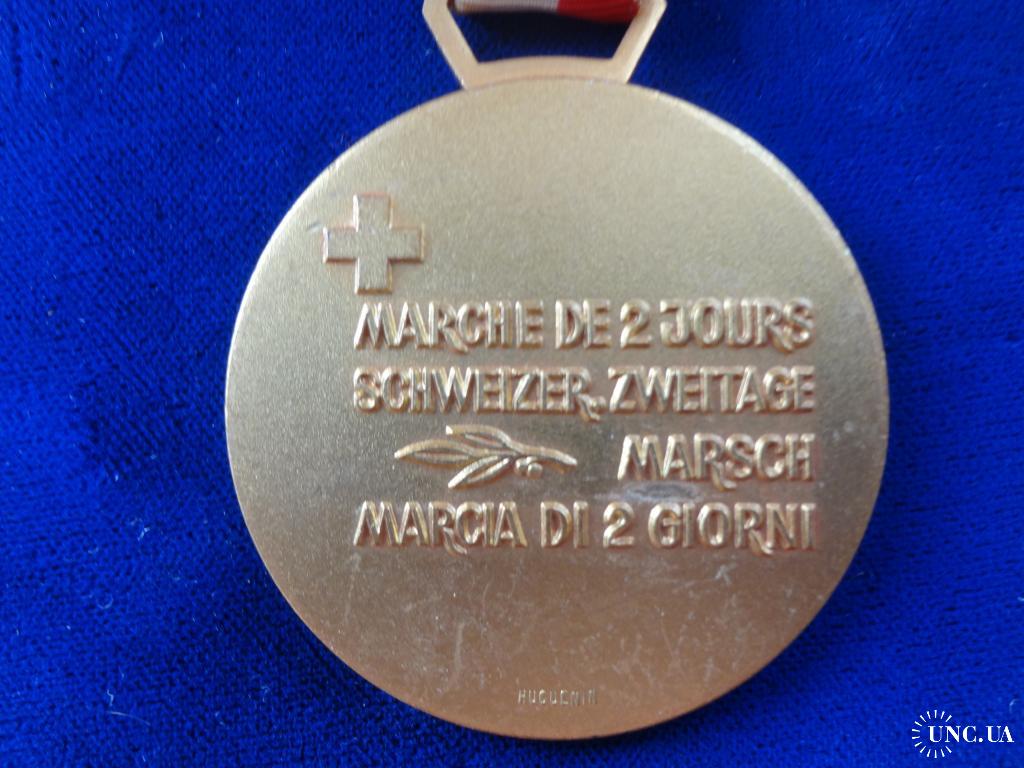 MARCHE DE 2 JOURS
SCHWEIZER. ZWEITAGE
MARSCH
MARCIA DI 2 GIORNI
HUGUENIN
UNC.UA